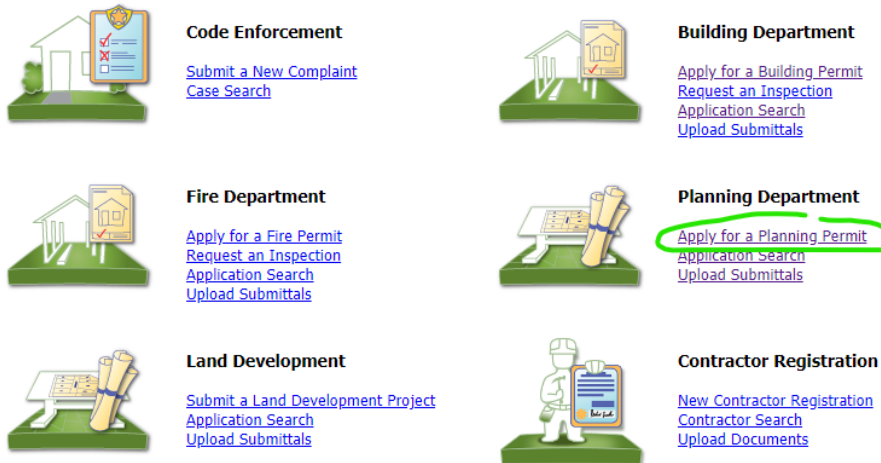 Code Enforcement
Submit a New Complaint
Case Search
Building Department
Apply for a Building Permit
Request an Inspection
Application Search
Upload Submittals
Fire Department
Apply for a Fire Permit
Request an Inspection
Application Search
Upload Submittals
Planning Department
Apply for a Planning Permit
Application Search
Upload Submittals
Land Development
Submit a Land Development Project
Application Search
Upload Submittals
Contractor Registration
New Contractor Registration
Contractor Search
Upload Documents